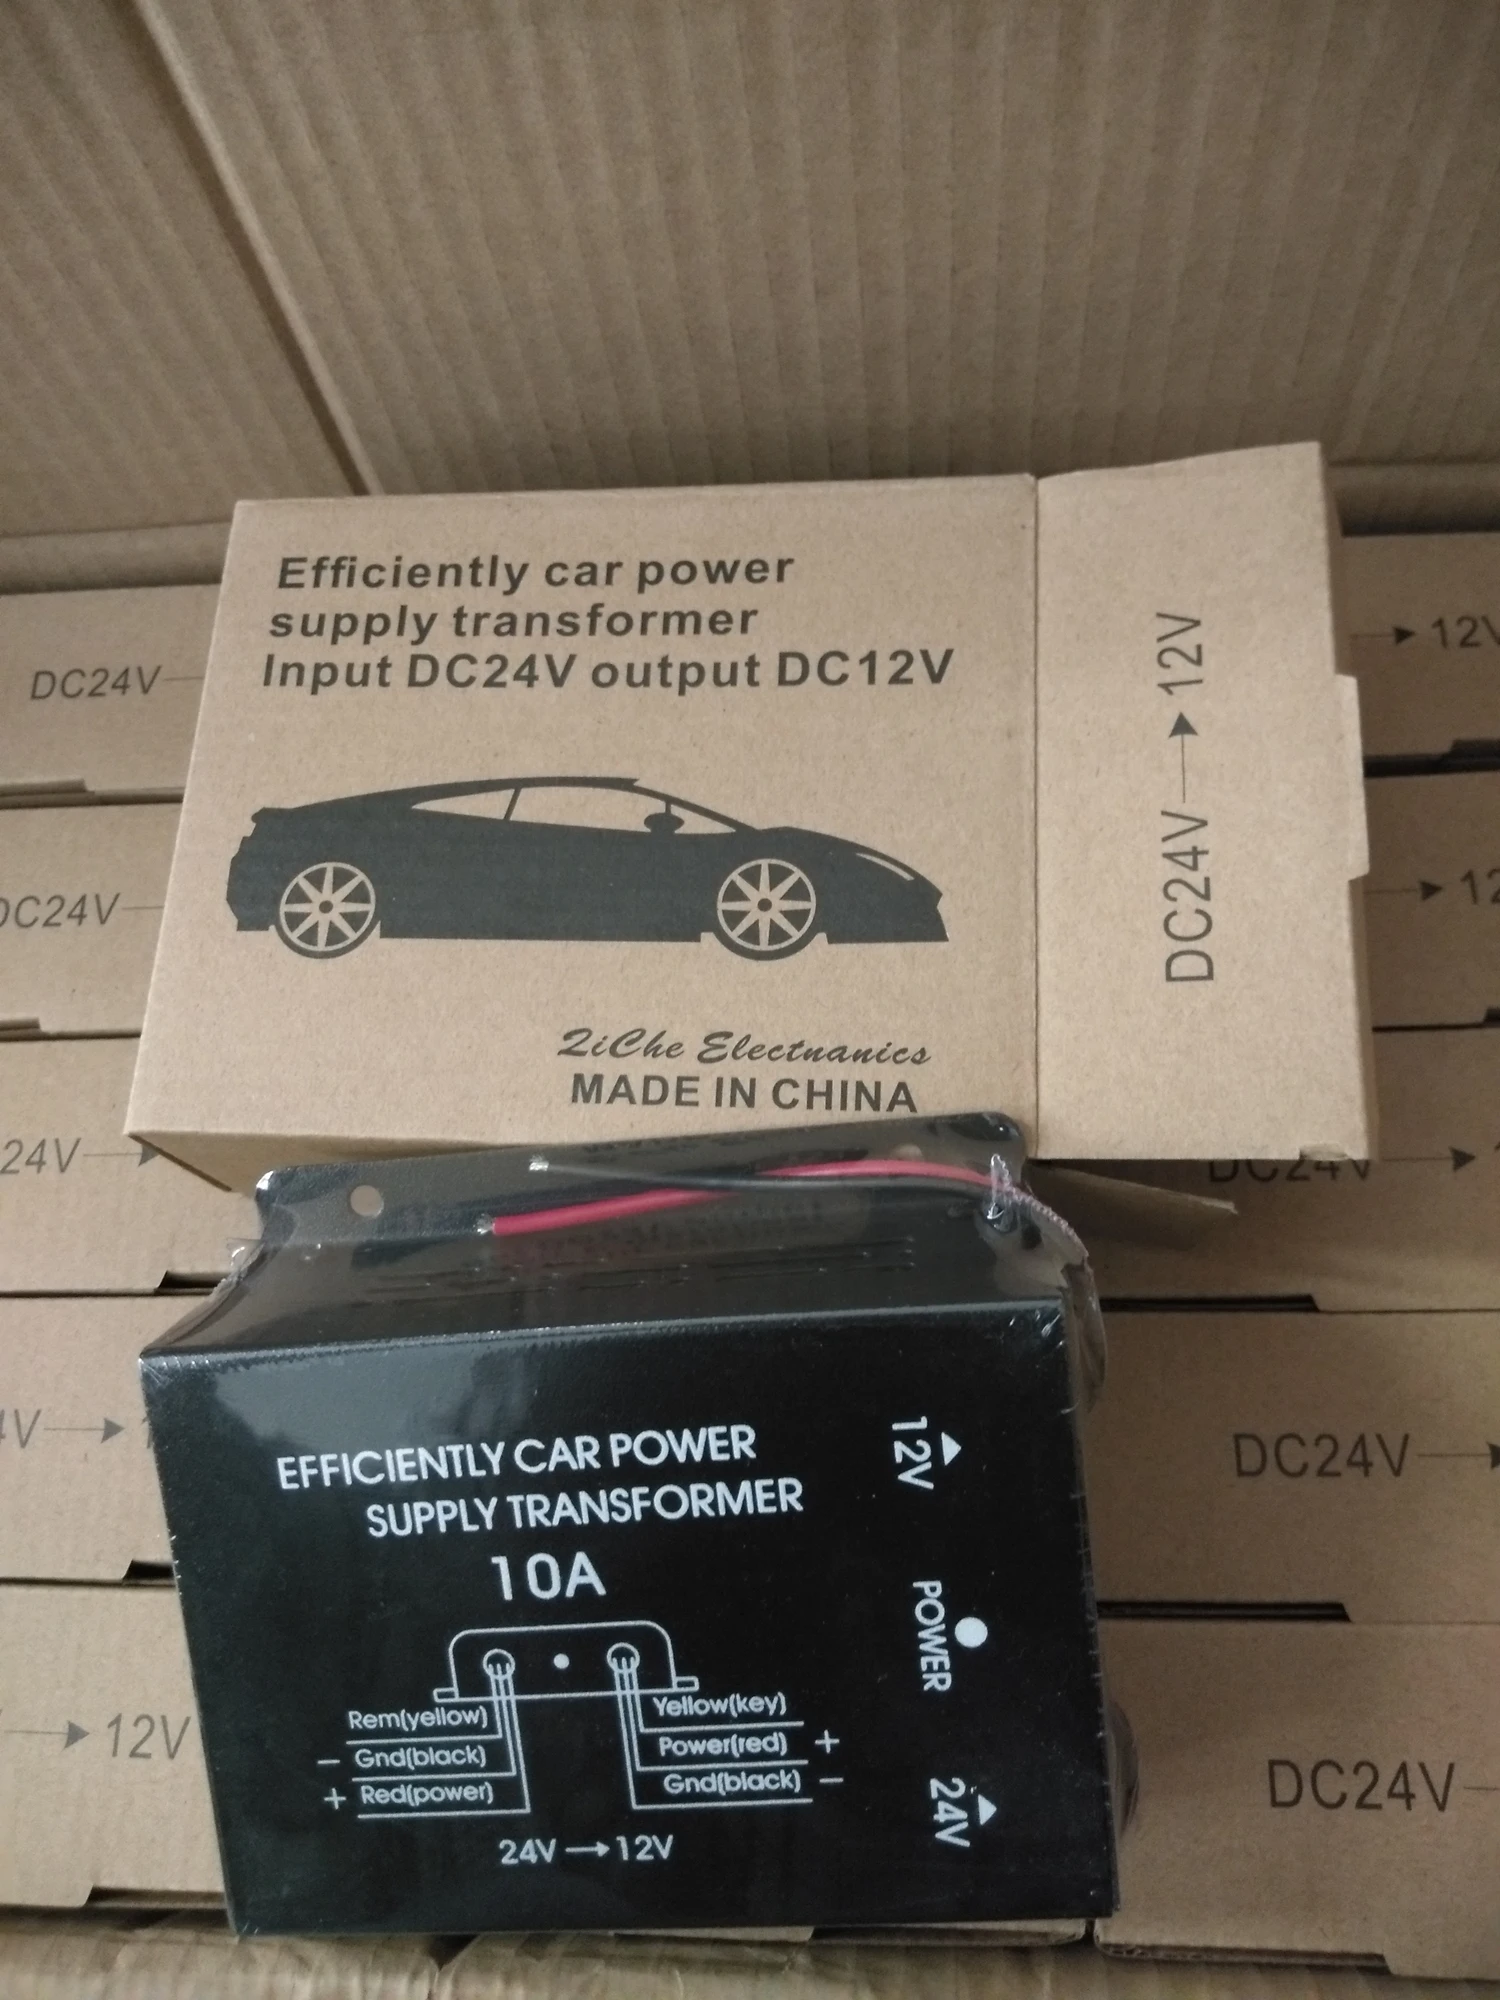 Efficiently car power
supply transformer
Input DC24V output DC12V
QiChe Electnanics
MADE IN CHINA
DC24V → 12V
DC24V
12V
DC24V
24V
DC24V
12V
DC24V
DC24V
EFFICIENTLY CAR POWER
SUPPLY TRANSFORMER
10A
Rem(yellow)
- Gnd(black)
+ Red(power)
Yellow(key)
Power(red) +
Gnd(black) -
24V → 12V
12V
POWER
24V